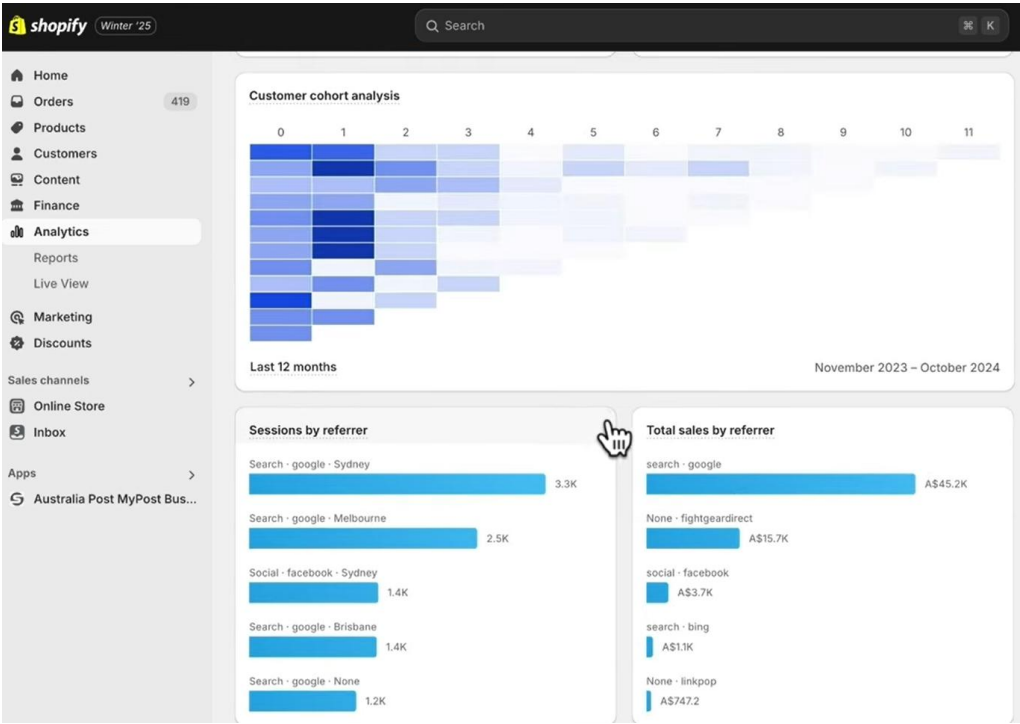 shopify Winter '25
Search
⌘ K
Home
Orders 419
Products
Customers
Content
Finance
Analytics
Reports
Live View
Marketing
Discounts
Sales channels
Online Store
Inbox
Apps
Australia Post MyPost Bus...
Customer cohort analysis
0 1 2 3 4 5 6 7 8 9 10 11
Last 12 months
November 2023 – October 2024
Sessions by referrer
Search · google · Sydney
3.3K
Search · google · Melbourne
2.5K
Social · facebook · Sydney
1.4K
Search · google · Brisbane
1.4K
Search · google · None
1.2K
Total sales by referrer
search · google
A$45.2K
None · fightgeardirect
A$15.7K
social · facebook
A$3.7K
search · bing
A$1.1K
None · linkpop
A$747.2